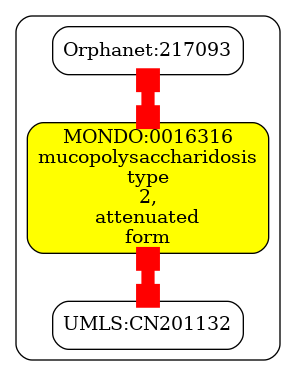 Orphanet:217093
MONDO:0016316
mucopolysaccharidosis
type
2,
attenuated
form
UMLS:CN201132